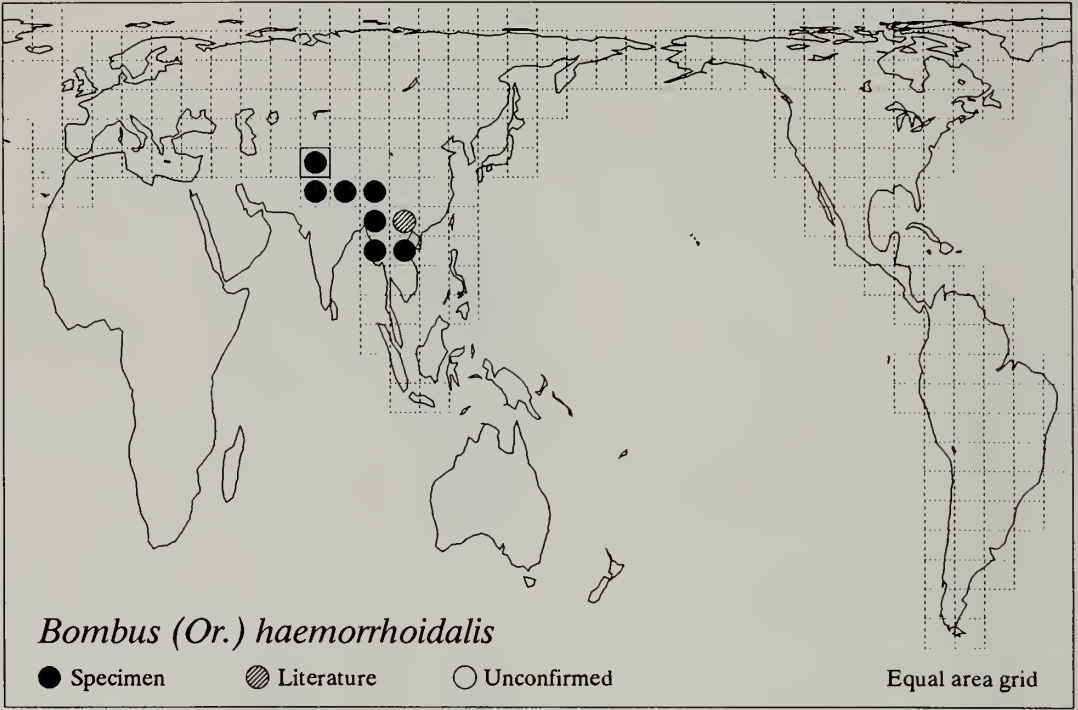 Bombus (Or.) haemorrhoidalis
Specimen Literature Unconfirmed Equal area grid